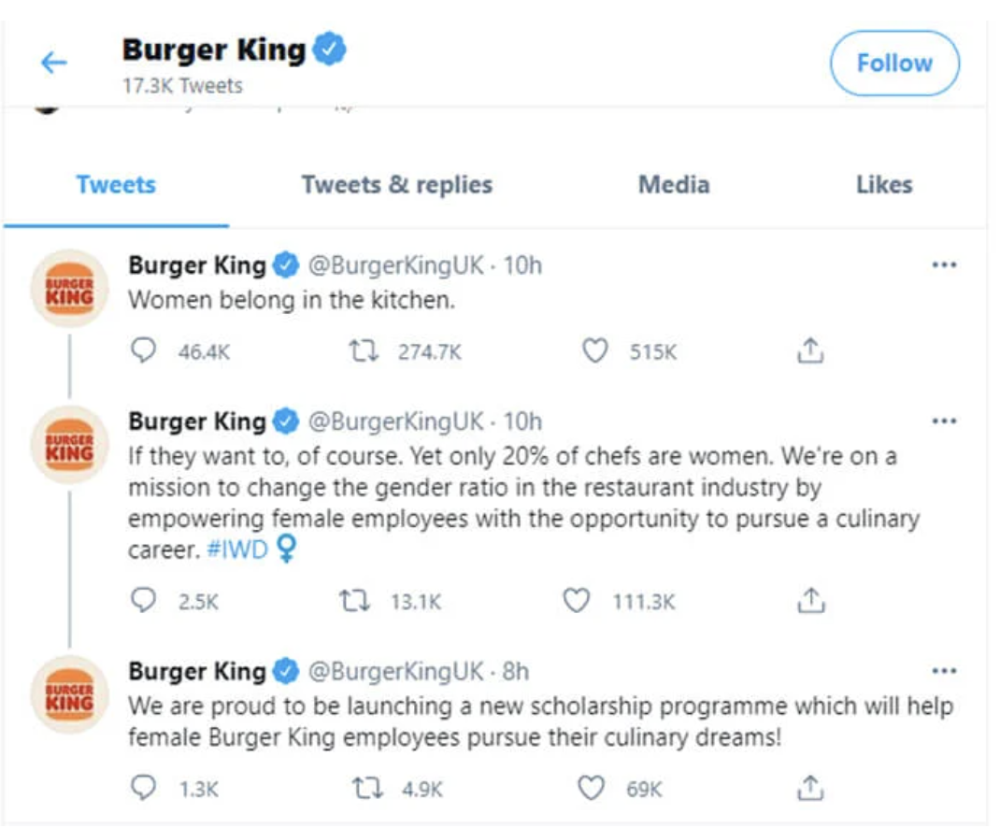 Burger King
17.3K Tweets
Follow
Tweets
Tweets & replies
Media
Likes
BURGER
KING
Burger King @BurgerKingUK · 10h
Women belong in the kitchen.
46.4K
274.7K
515K
BURGER
KING
Burger King @BurgerKingUK · 10h
If they want to, of course. Yet only 20% of chefs are women. We're on a
mission to change the gender ratio in the restaurant industry by
empowering female employees with the opportunity to pursue a culinary
career. #IWD
2.5K
13.1K
111.3K
BURGER
KING
Burger King @BurgerKingUK · 8h
We are proud to be launching a new scholarship programme which will help
female Burger King employees pursue their culinary dreams!
1.3K
4.9K
69K